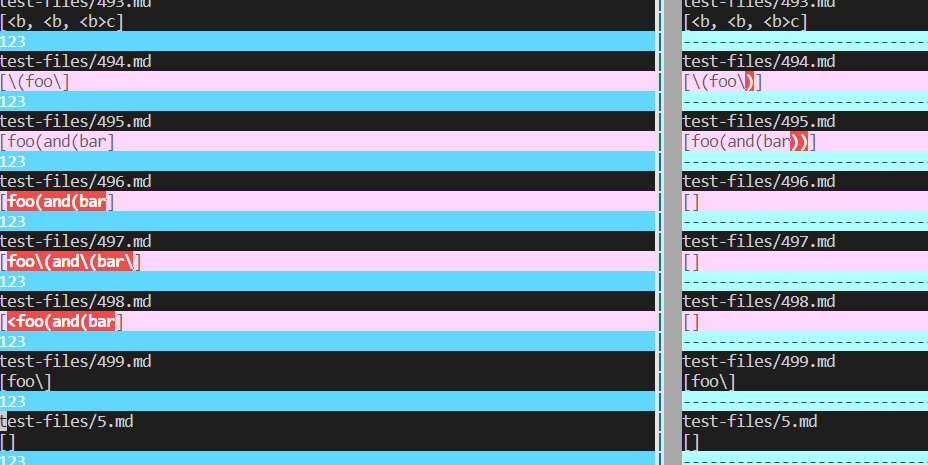 test-files/493.md
[<b, <b, <b>c]
123
test-files/494.md
[\(foo\]
123
test-files/495.md
[foo(and(bar]
123
test-files/496.md
[foo(and(bar]
123
test-files/497.md
[foo\(and\(bar\]
123
test-files/498.md
[<foo(and(bar]
123
test-files/499.md
[foo\]
123
test-files/5.md
[]
123
test-files/493.md
[<b, <b, <b>c]
----------------------------
test-files/494.md
[\(foo\)]
----------------------------
test-files/495.md
[foo(and(bar))]
----------------------------
test-files/496.md
[]
----------------------------
test-files/497.md
[]
----------------------------
test-files/498.md
[]
----------------------------
test-files/499.md
[foo\]
----------------------------
test-files/5.md
[]
----------------------------